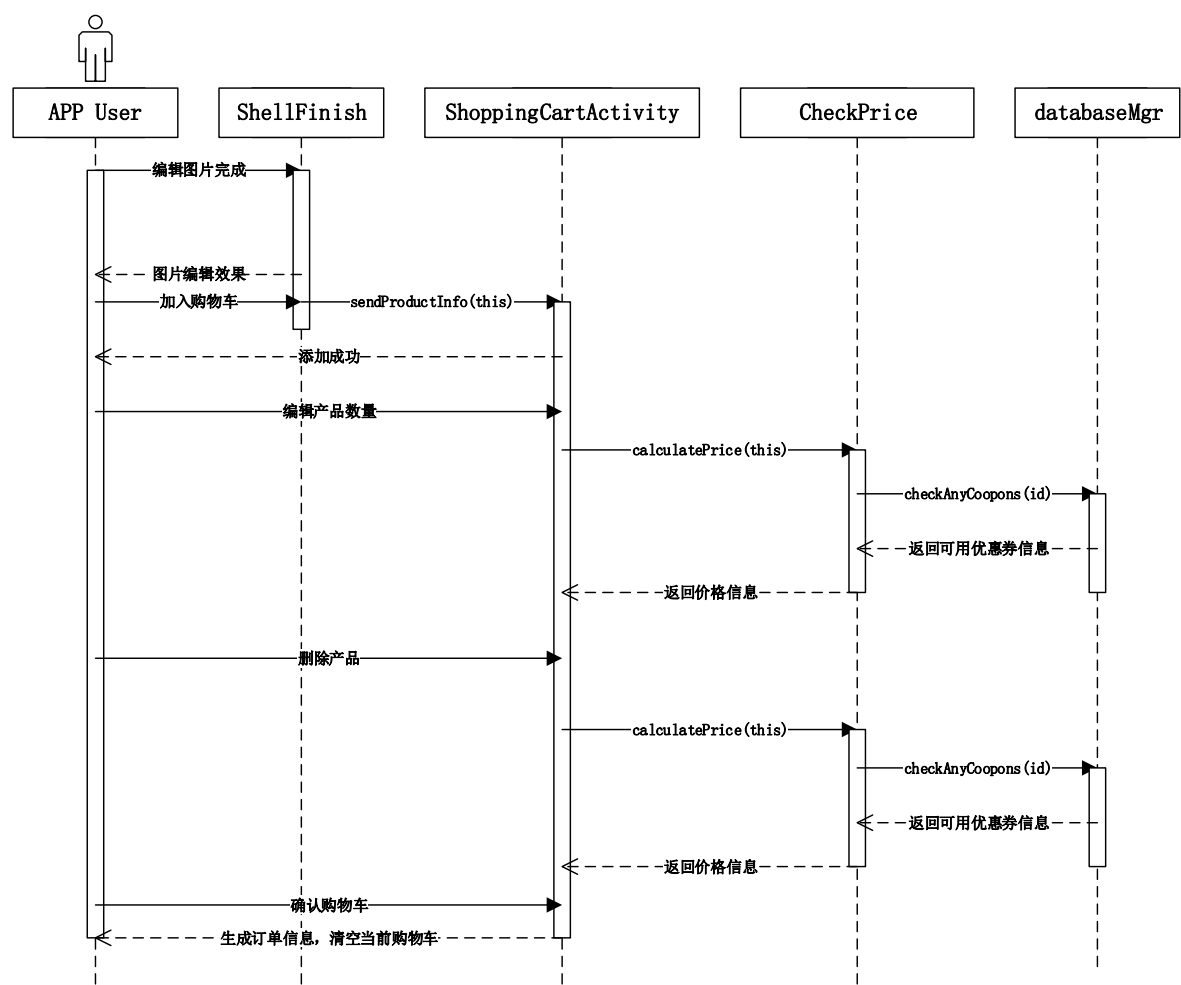 APP User
ShellFinish
ShoppingCartActivity
CheckPrice
databaseMgr
编辑图片完成
图片编辑效果
加入购物车
sendProductInfo(this)
添加成功
编辑产品数量
calculatePrice(this)
checkAnyCoopons(id)
返回可用优惠券信息
返回价格信息
删除产品
calculatePrice(this)
checkAnyCoopons(id)
返回可用优惠券信息
返回价格信息
确认购物车
生成订单信息，清空当前购物车